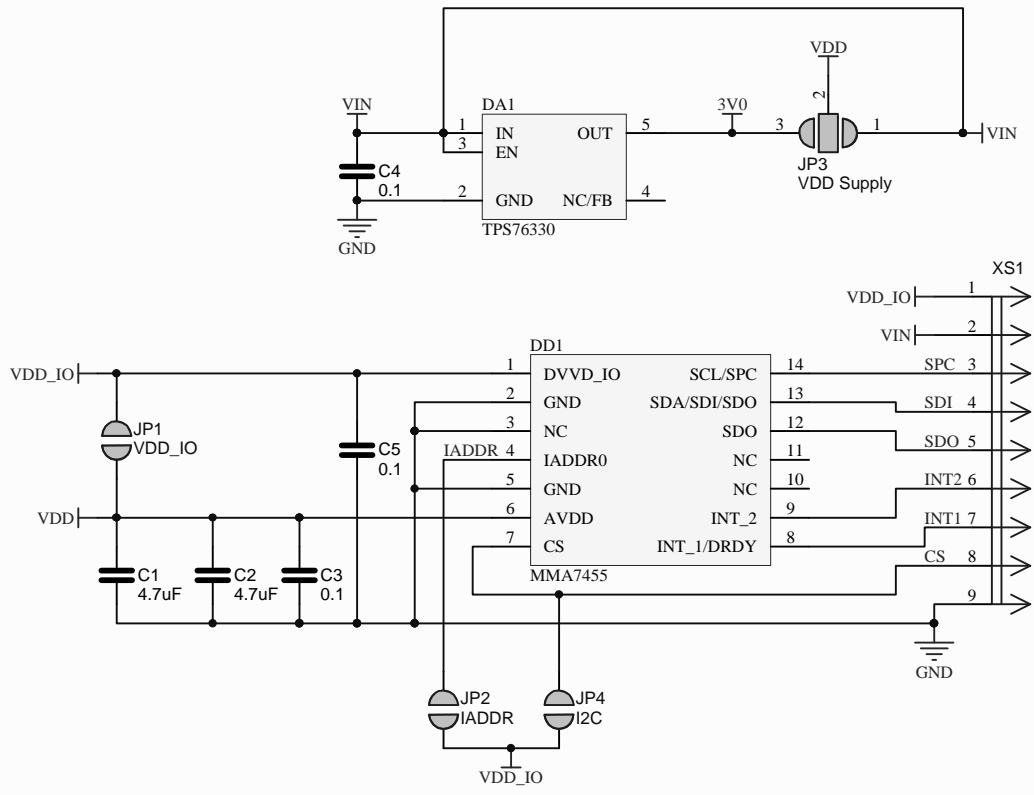 VDD
2
VIN
DA1
3V0
1 IN OUT 5
3 EN
3 1
VIN
JP3
VDD Supply
C4
0.1
2 GND NC/FB 4
TPS76330
GND
XS1
VDD_IO 1
VIN 2
DD1
VDD_IO
1 DVVD_IO SCL/SPC 14
SPC 3
2 GND SDA/SDI/SDO 13
SDI 4
3 NC SDO 12
SDO 5
JP1
VDD_IO
C5
0.1
IADDR 4 IADDR0 NC 11
5 GND NC 10
INT2 6
VDD
6 AVDD INT_2 9
INT1 7
7 CS INT_1/DRDY 8
CS 8
MMA7455
C1
4.7uF
C2
4.7uF
C3
0.1
9
GND
JP2
IADDR
JP4
I2C
VDD_IO